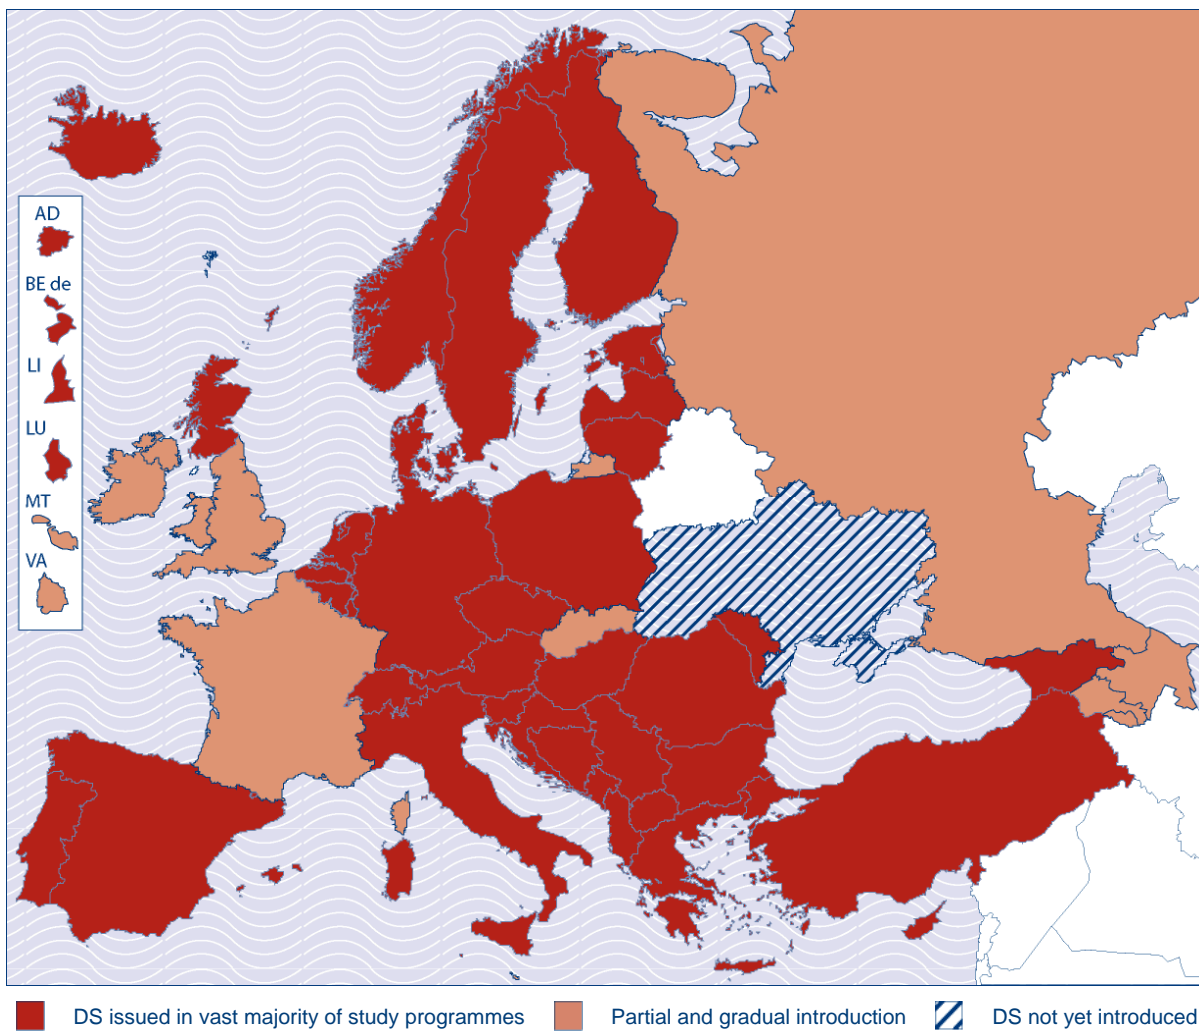 AD
BE de
LI
LU
MT
VA
DS issued in vast majority of study programmes Partial and gradual introduction DS not yet introduced